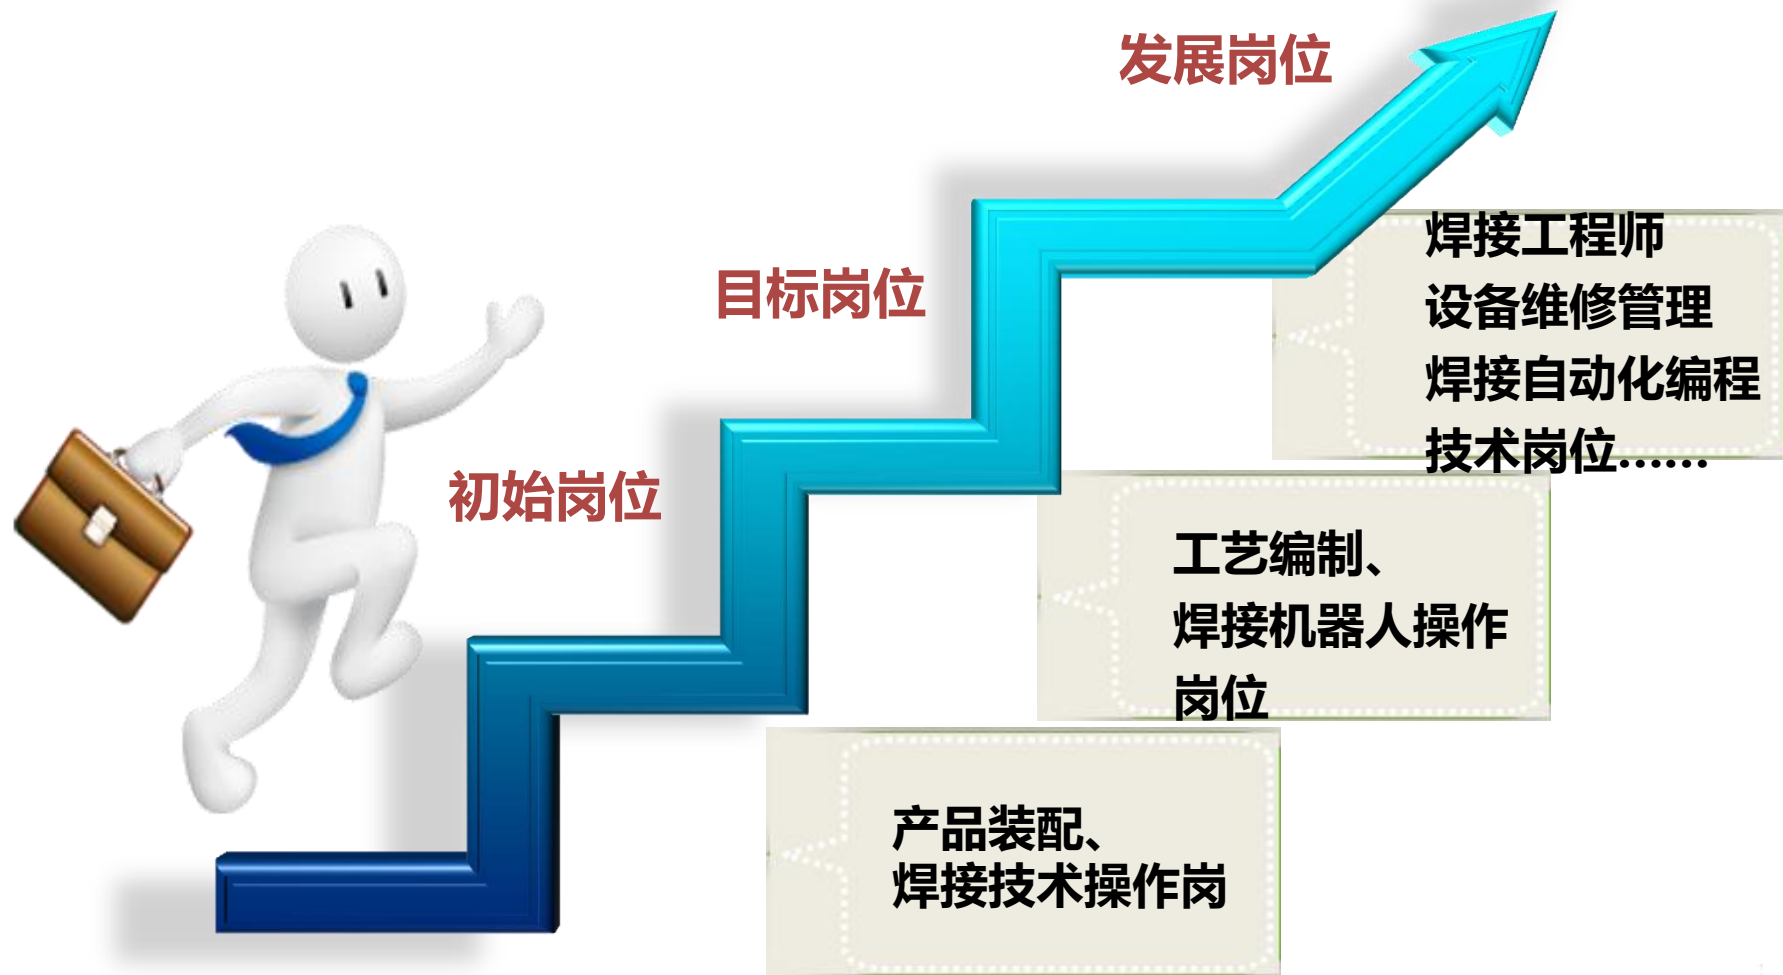 发展岗位
焊接工程师
设备维修管理
焊接自动化编程
技术岗位……
目标岗位
工艺编制、
焊接机器人操作
岗位
初始岗位
产品装配、
焊接技术操作岗